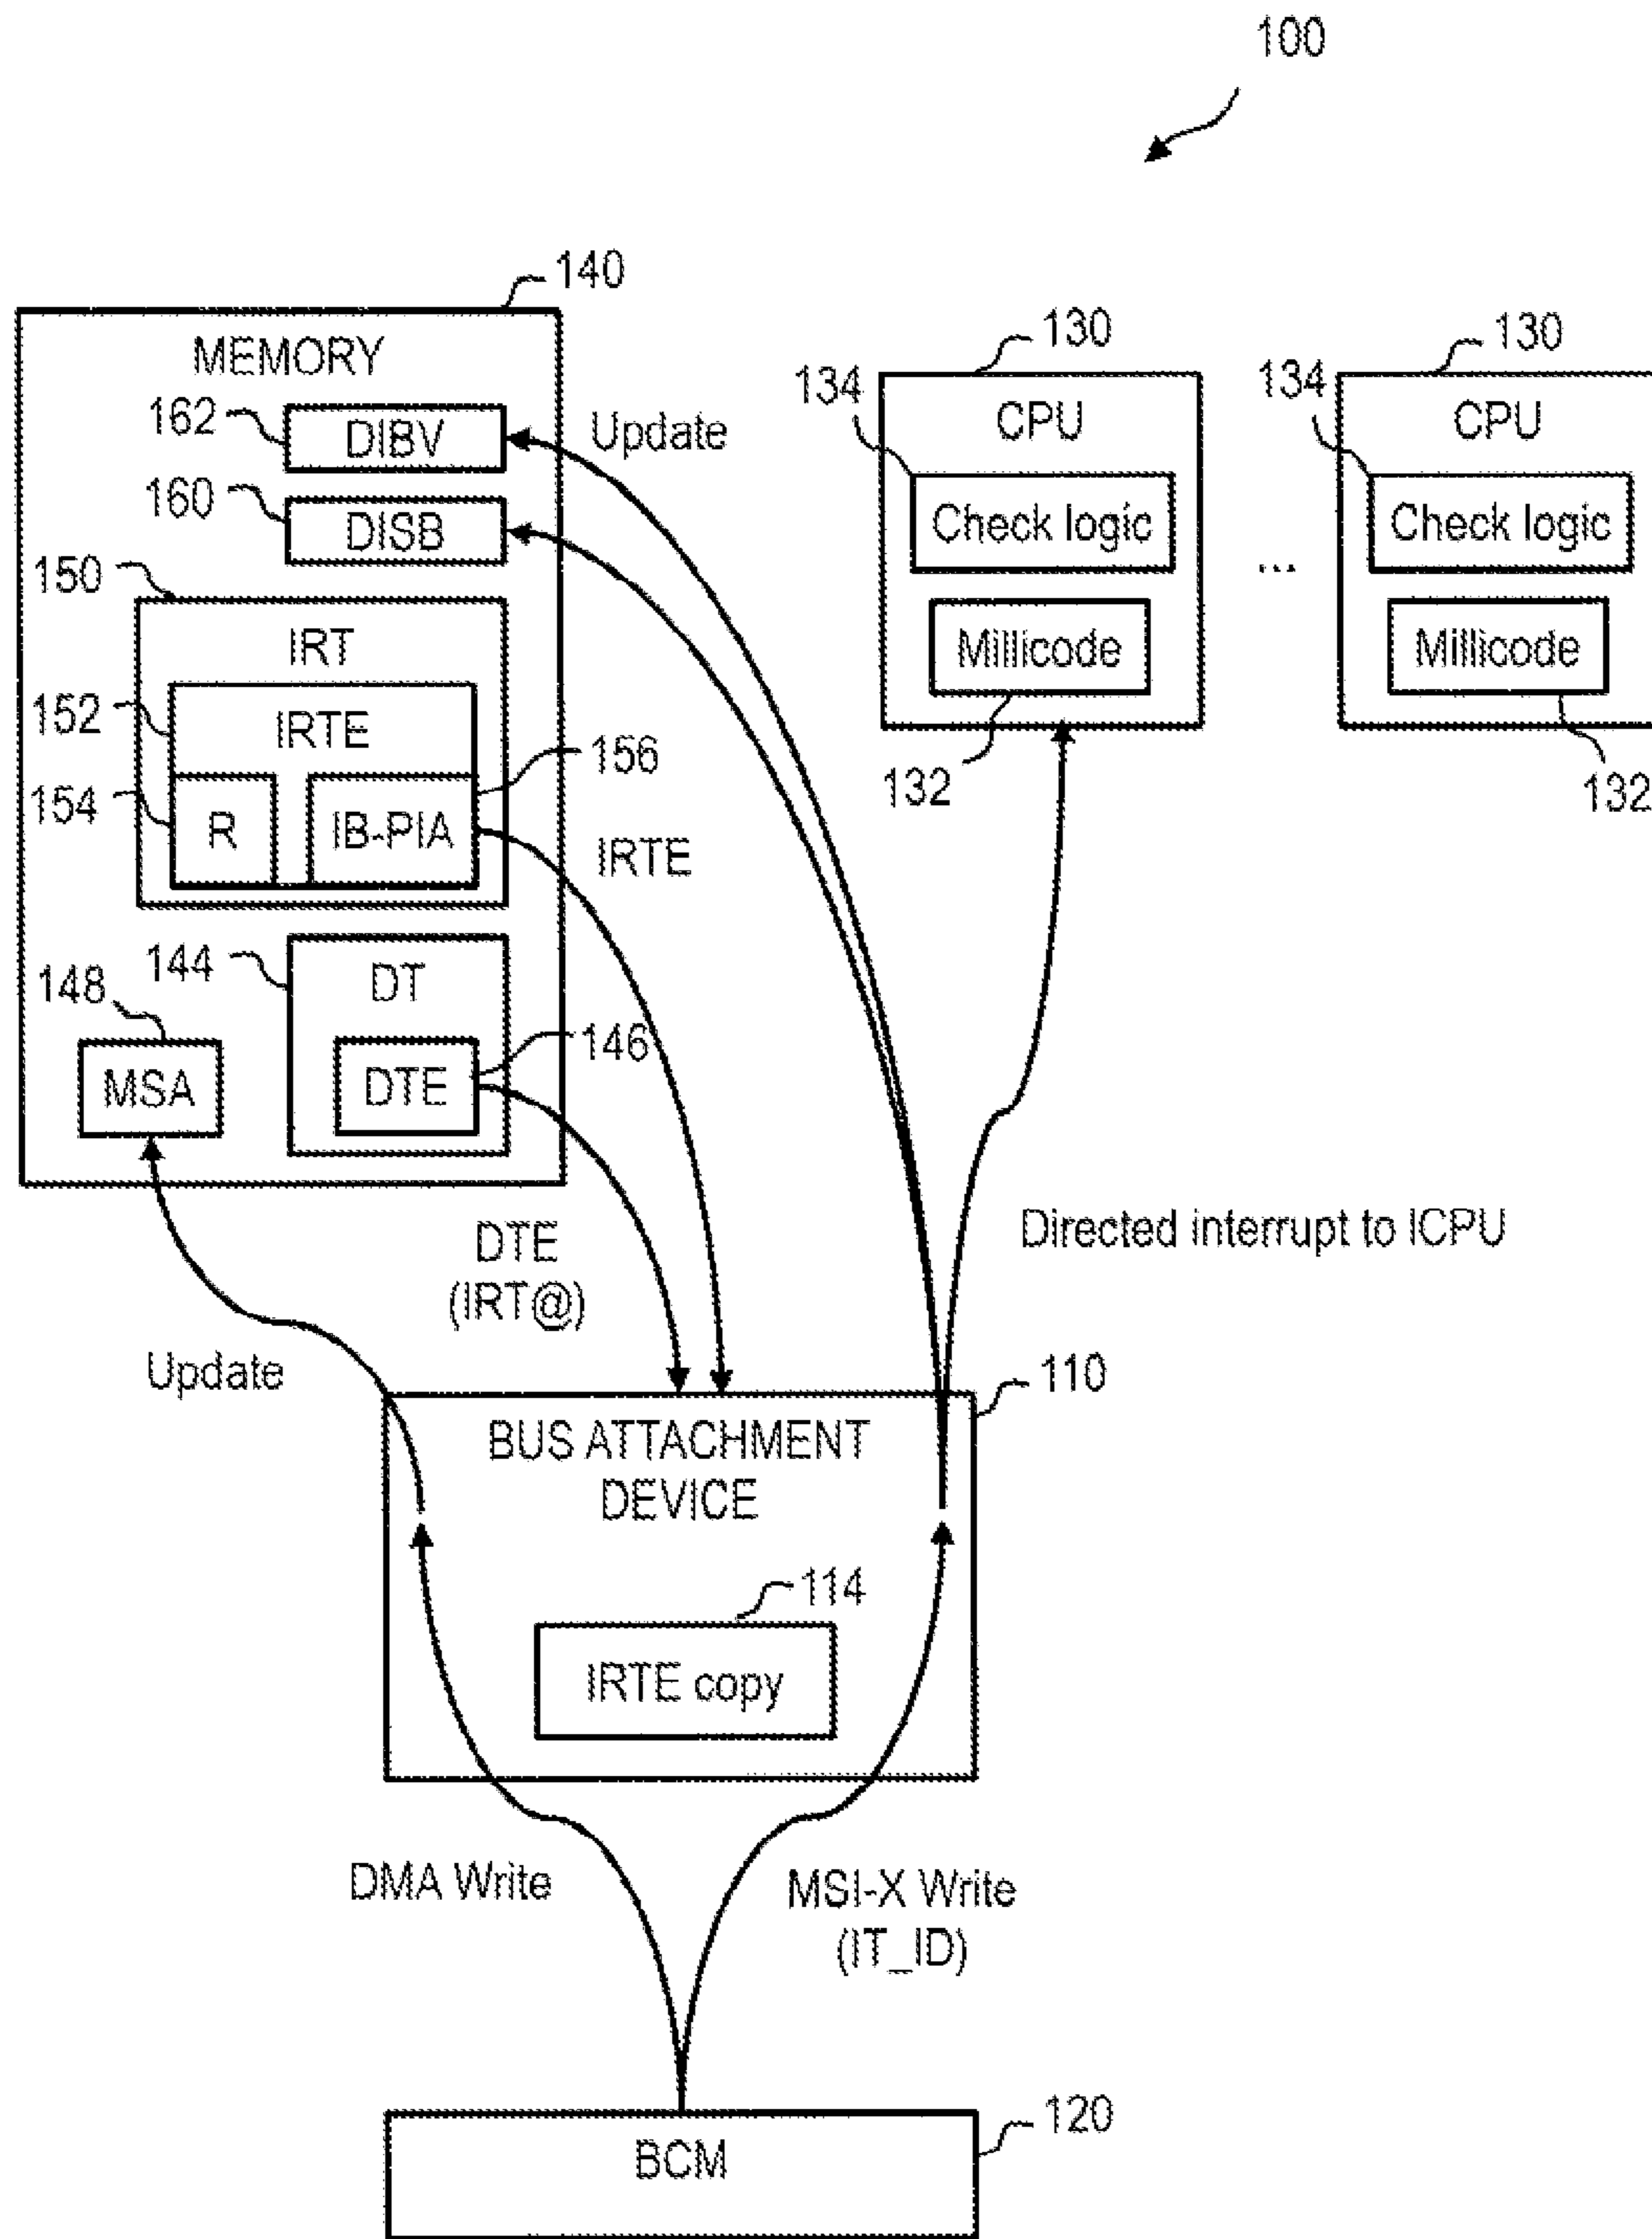 100
140
MEMORY
162
DIBV
Update
160
DISB
150
IRT
152
IRTE
156
154
R
IB-PIA
IRTE
144
DT
148
146
MSA
DTE
130
134
CPU
Check logic
Millicode
132
...
130
134
CPU
Check logic
Millicode
132
DTE
(IRT@)
Update
Directed interrupt to ICPU
110
BUS ATTACHMENT
DEVICE
114
IRTE copy
DMA Write
MSI-X Write
(IT_ID)
120
BCM